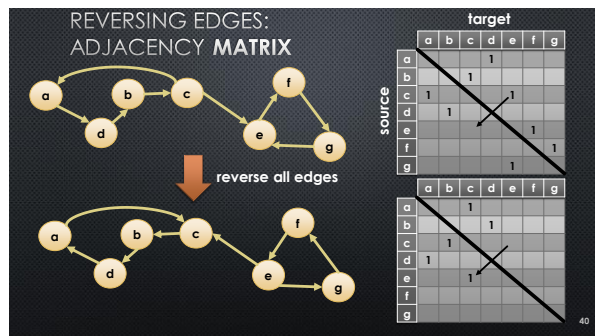 REVERSING EDGES:
ADJACENCY MATRIX
a
b
c
d
e
f
g
reverse all edges
a
b
c
d
e
f
g
target
source
a b c d e f g
a 1
b 1
c 1 1
d 1
e 1
f 1
g 1
a b c d e f g
a 1
b 1
c 1
d 1
e 1
f
g
40